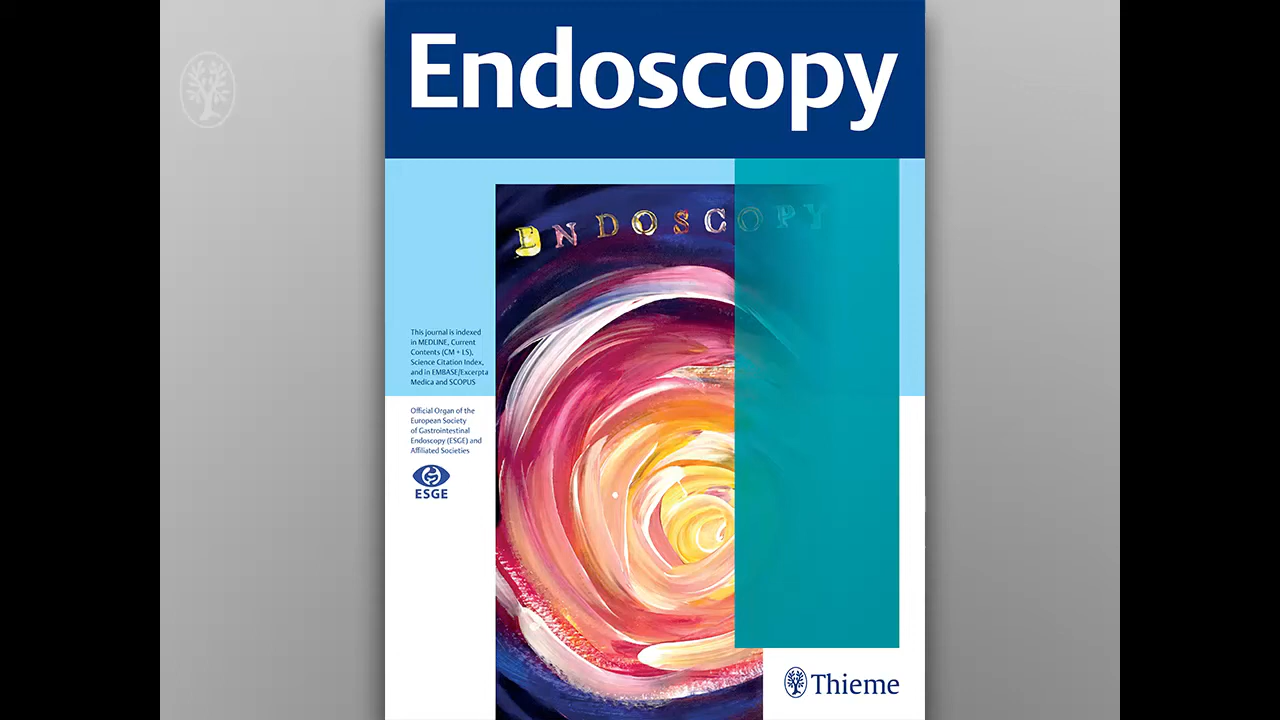 Endoscopy
ENDOSCOPY
This journal is indexed
in MEDLINE, Current
Contents (CM + LS),
Science Citation Index,
and in EMBASE/Excerpta
Medica and SCOPUS
Official Organ of the
European Society
of Gastrointestinal
Endoscopy (ESGE) and
Affiliated Societies
ESGE
Thieme